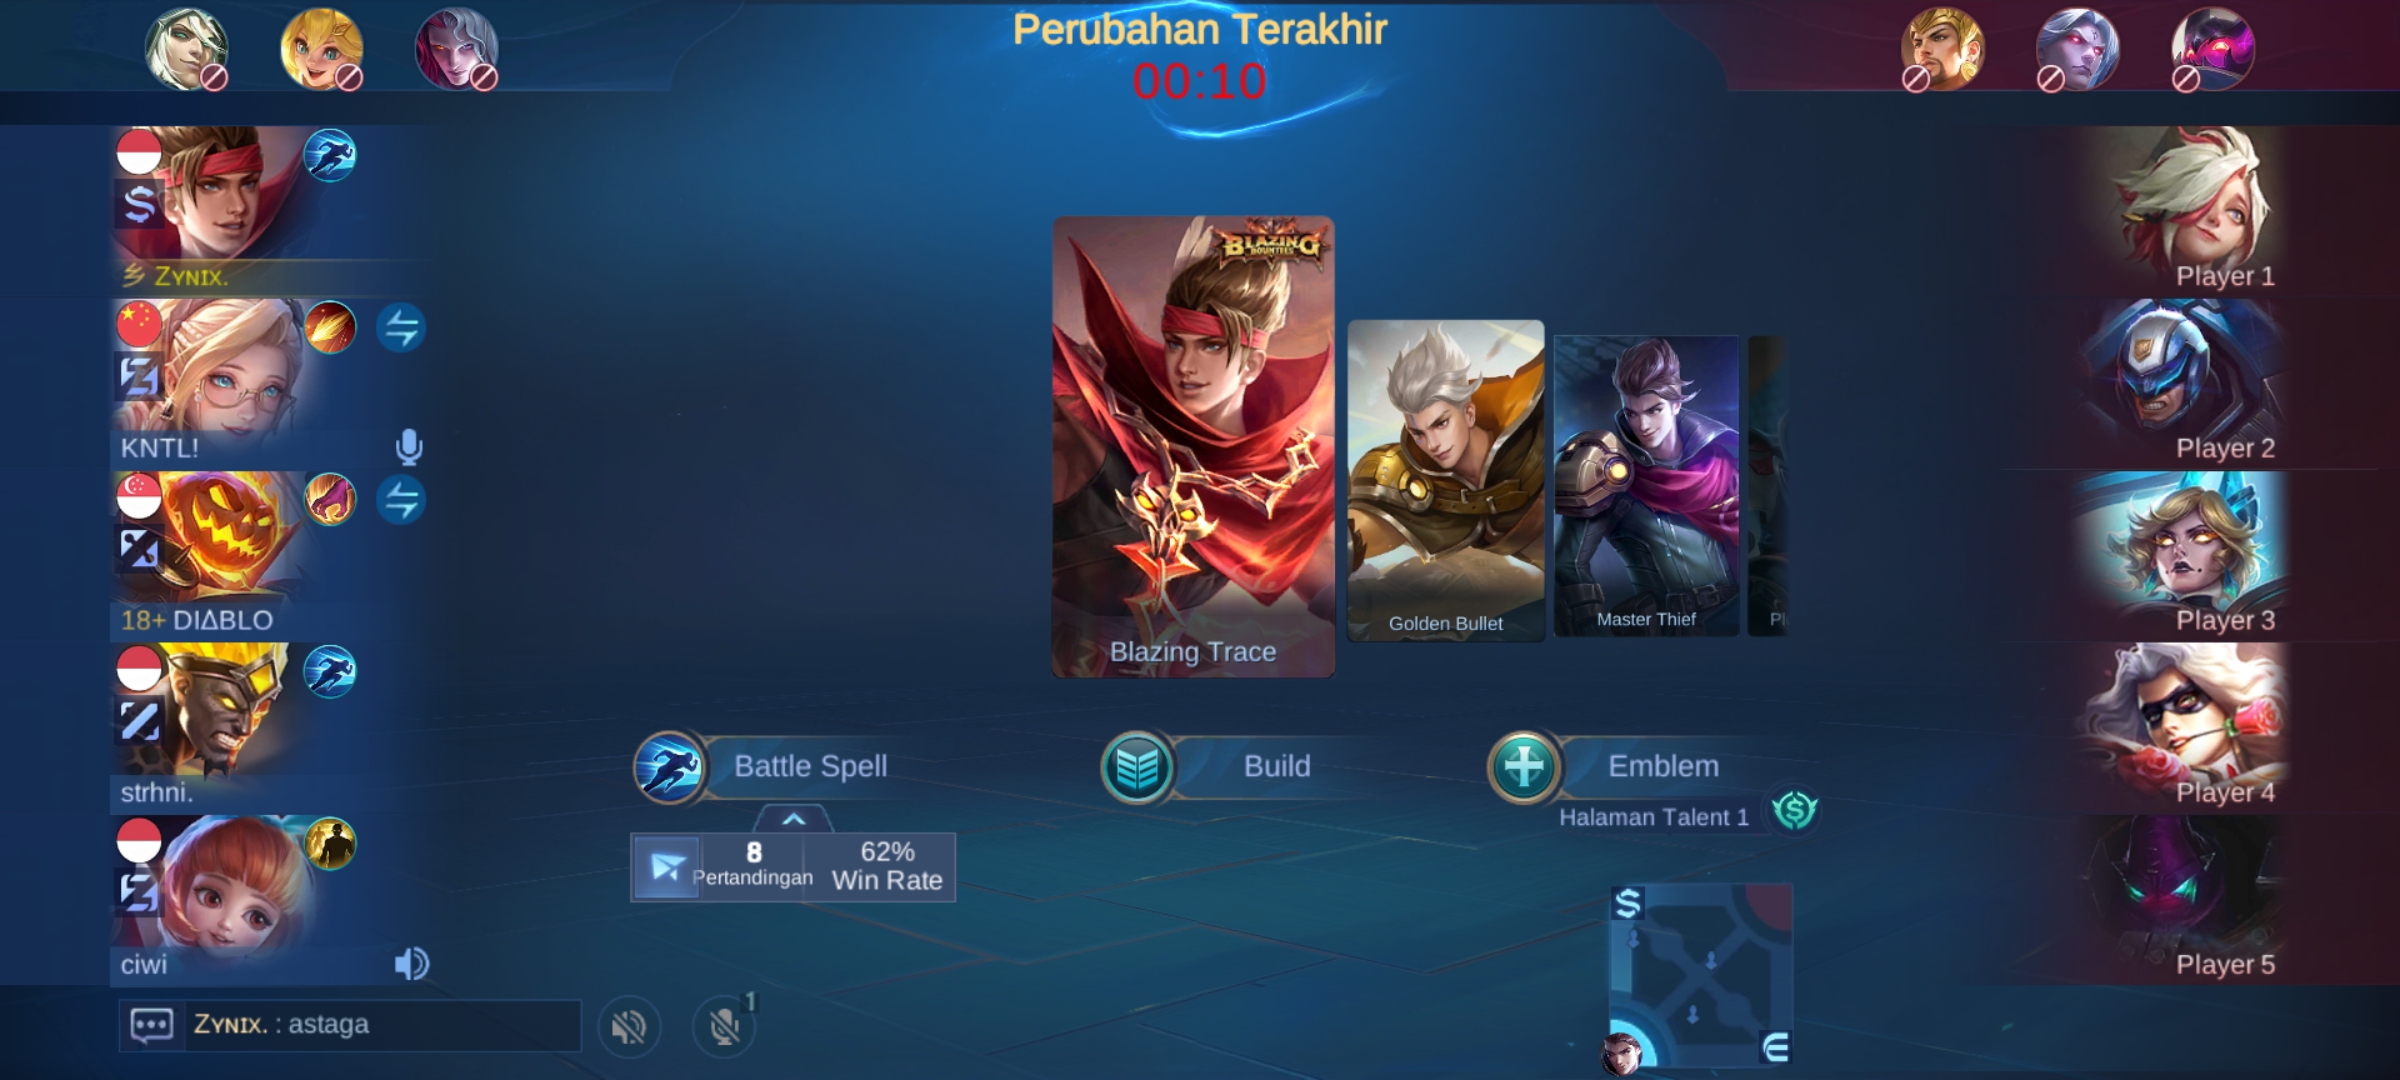 Perubahan Terakhir
00:10
ZYNIX.
KNTL!
18+ DIΔBLO
strhni.
ciwi
BLAZING
BOUNTIES
Blazing Trace
Golden Bullet
Master Thief
Pl
Player 1
Player 2
Player 3
Player 4
Player 5
Battle Spell
Build
Emblem
Halaman Talent 1
8
Pertandingan
62%
Win Rate
ZYNIX. : astaga
1